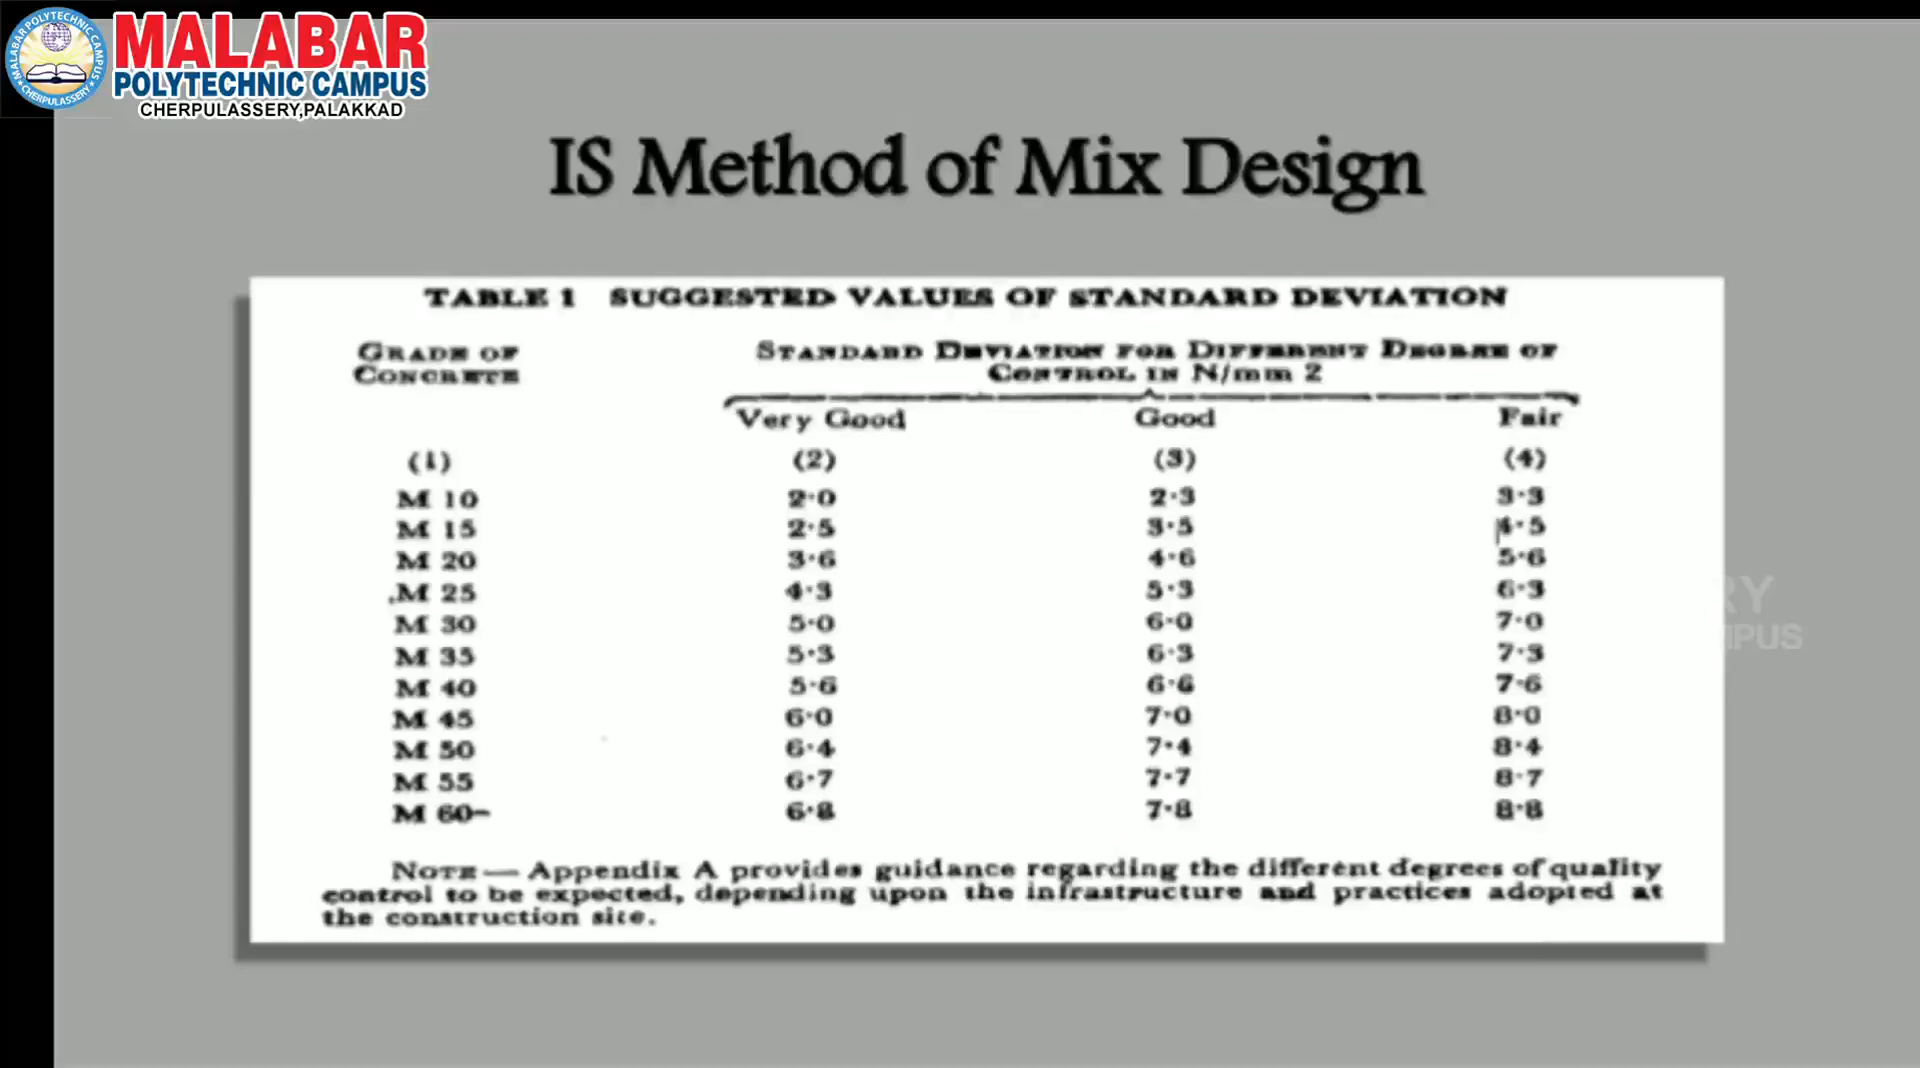 MALABAR POLYTECHNIC CAMPUS
CHERPULASSERY
MALABAR
POLYTECHNIC CAMPUS
CHERPULASSERY,PALAKKAD
IS Method of Mix Design
TABLE 1 SUGGESTED VALUES OF STANDARD DEVIATION
GRADE OF CONCRETE
STANDARD DEVIATION FOR DIFFERENT DEGREE OF
CONTROL IN N/mm 2
Very Good Good Fair
(1) (2) (3) (4)
M 10 2·0 2·3 3·3
M 15 2·5 3·5 4·5
M 20 3·6 4·6 5·6
M 25 4·3 5·3 6·3
M 30 5·0 6·0 7·0
M 35 5·3 6·3 7·3
M 40 5·6 6·6 7·6
M 45 6·0 7·0 8·0
M 50 6·4 7·4 8·4
M 55 6·7 7·7 8·7
M 60 6·8 7·8 8·8
NOTE — Appendix A provides guidance regarding the different degrees of quality
control to be expected, depending upon the infrastructure and practices adopted at
the construction site.